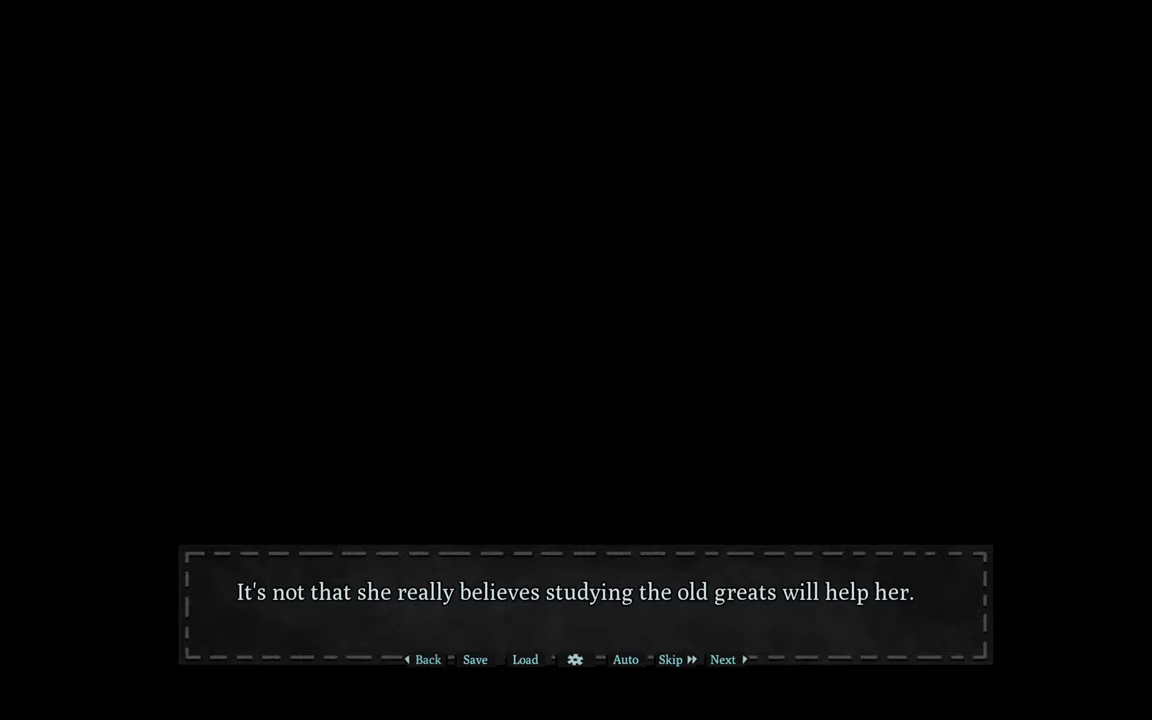 It's not that she really believes studying the old greats will help her.
Back Save Load Auto Skip Next